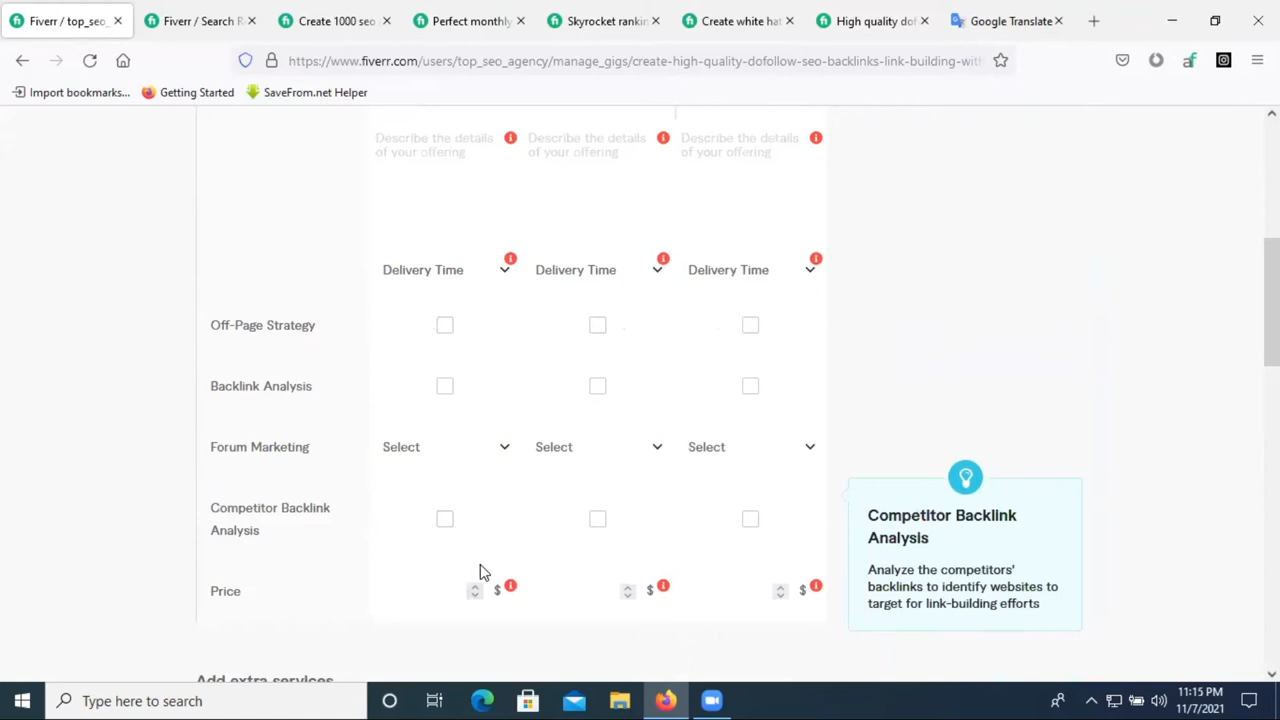 Fiverr / top_seo_
Fiverr / Search R
Create 1000 seo
Perfect monthly
Skyrocket rankin
Create white hat
High quality dof
Google Translate
https://www.fiverr.com/users/top_seo_agency/manage_gigs/create-high-quality-dofollow-seo-backlinks-link-building-with
Import bookmarks...
Getting Started
SaveFrom.net Helper
Describe the details
of your offering
Describe the details
of your offering
Describe the details
of your offering
Delivery Time
Delivery Time
Delivery Time
Off-Page Strategy
Backlink Analysis
Forum Marketing
Select
Select
Select
Competitor Backlink
Analysis
Price
$
$
$
Competitor Backlink
Analysis
Analyze the competitors'
backlinks to identify websites to
target for link-building efforts
Add extra services
Type here to search
11:15 PM
11/7/2021